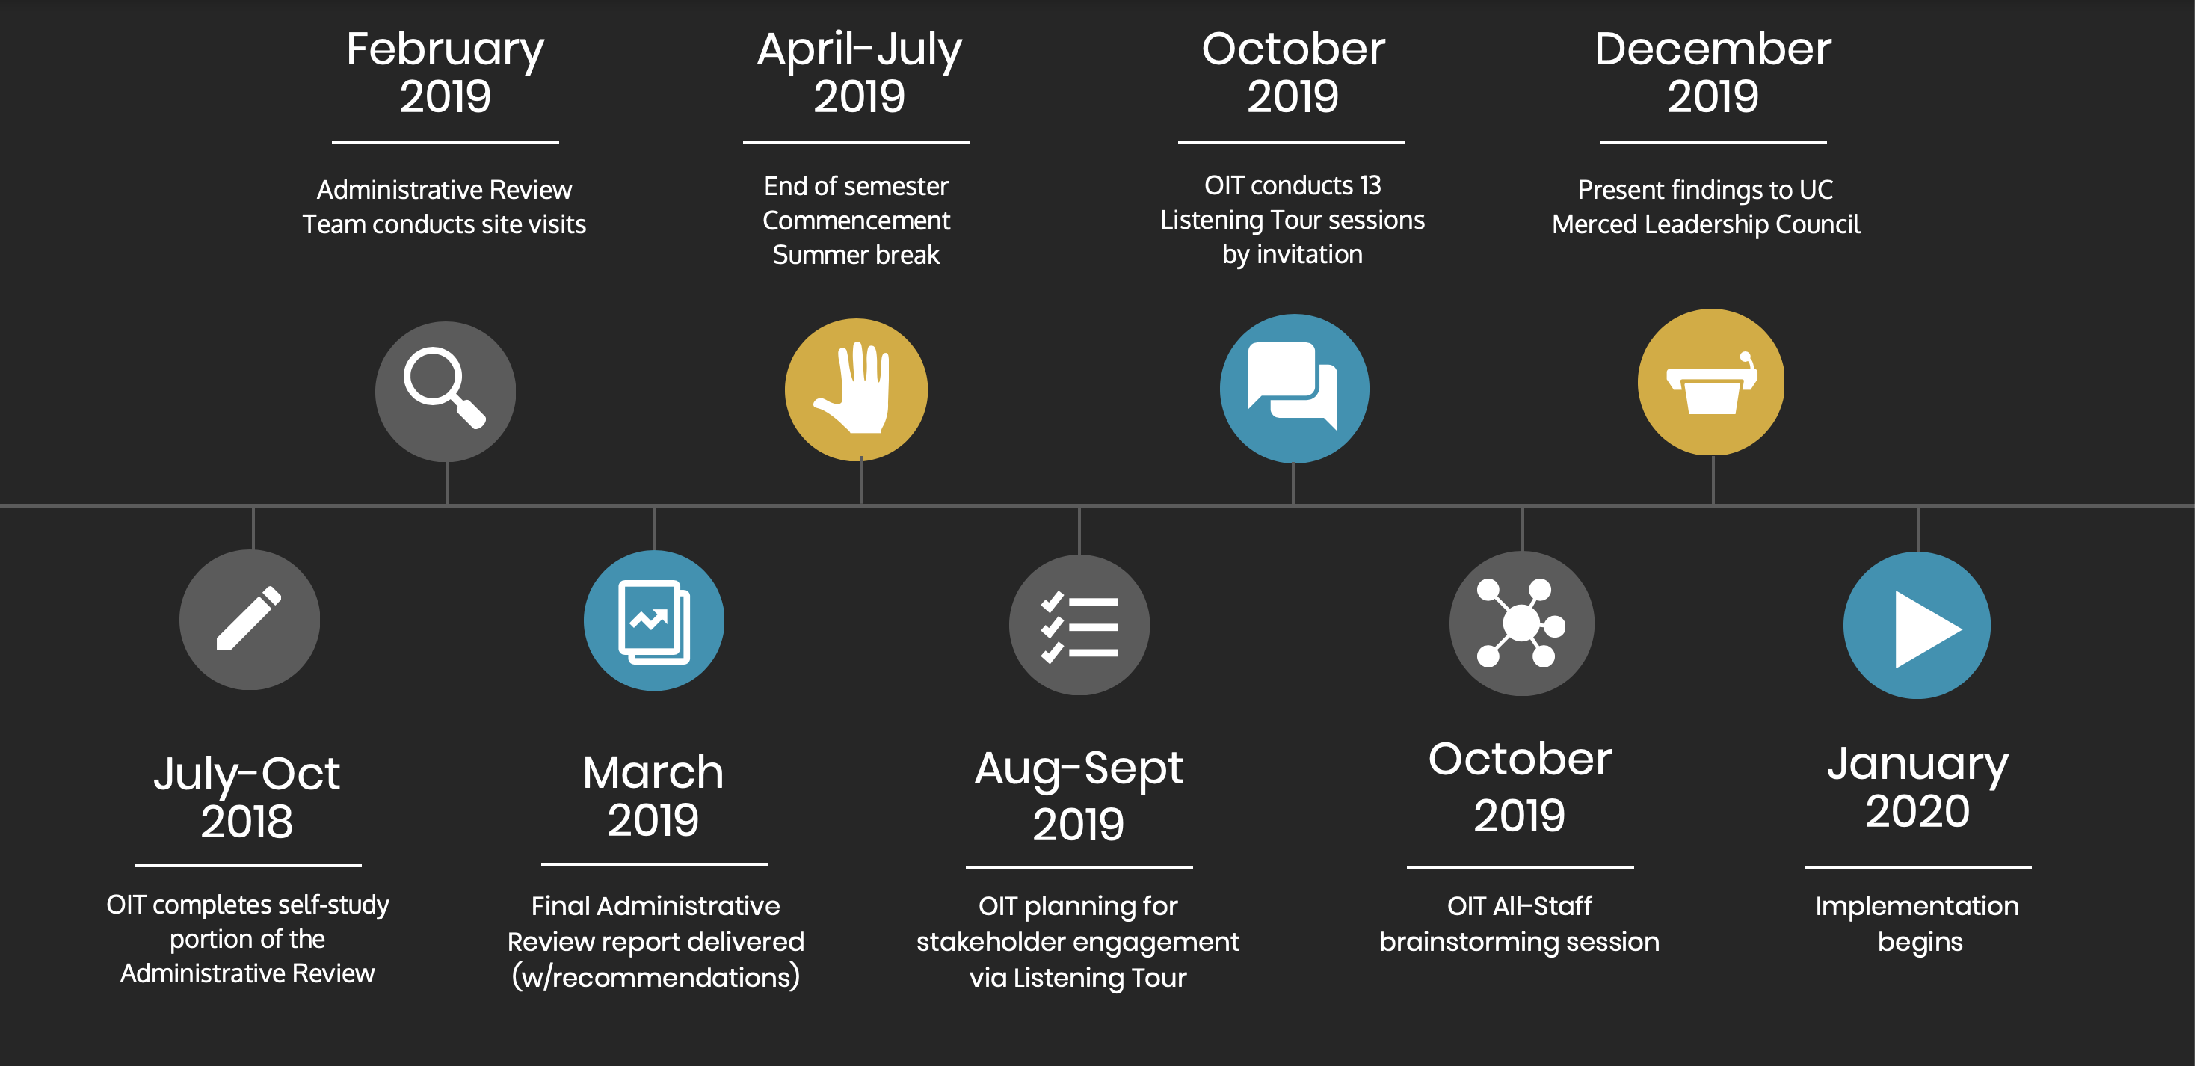 February
2019
Administrative Review
Team conducts site visits
April-July
2019
End of semester
Commencement
Summer break
October
2019
OIT conducts 13
Listening Tour sessions
by invitation
December
2019
Present findings to UC
Merced Leadership Council
July-Oct
2018
OIT completes self-study
portion of the
Administrative Review
March
2019
Final Administrative
Review report delivered
(w/recommendations)
Aug-Sept
2019
OIT planning for
stakeholder engagement
via Listening Tour
October
2019
OIT All-Staff
brainstorming session
January
2020
Implementation
begins